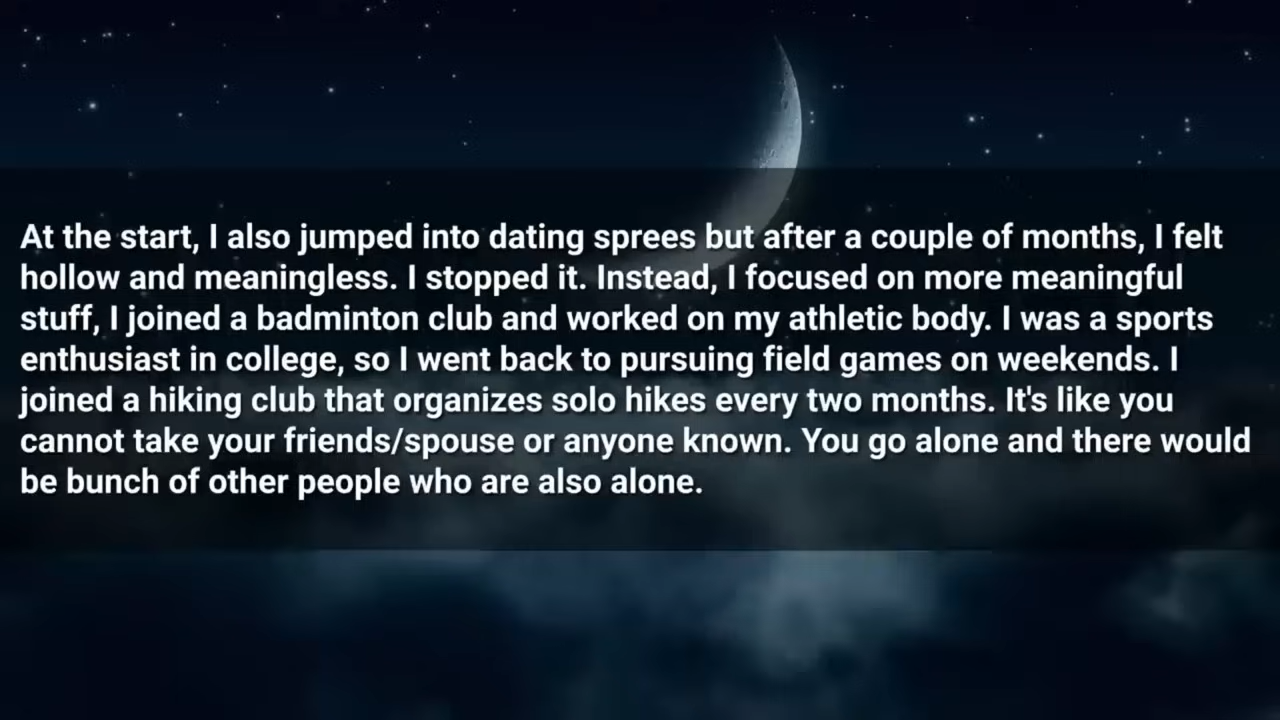 At the start, I also jumped into dating sprees but after a couple of months, I felt
hollow and meaningless. I stopped it. Instead, I focused on more meaningful
stuff, I joined a badminton club and worked on my athletic body. I was a sports
enthusiast in college, so I went back to pursuing field games on weekends. I
joined a hiking club that organizes solo hikes every two months. It's like you
cannot take your friends/spouse or anyone known. You go alone and there would
be bunch of other people who are also alone.